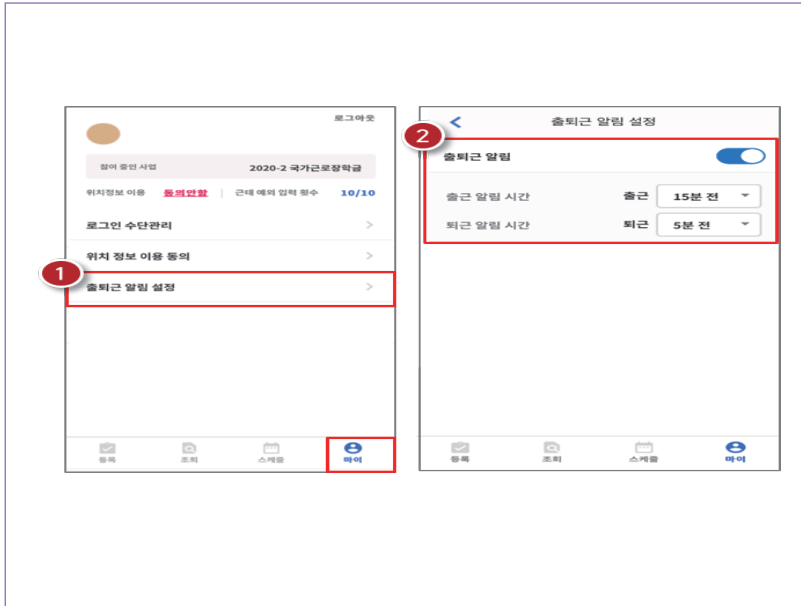 로그아웃
참여 중인 사업 2020-2 국가근로장학금
위치정보 이용 동의안함 근태 예외 입력 횟수 10/10
로그인 수단관리
위치 정보 이용 동의
1
출퇴근 알림 설정
등록 조회 스케줄 마이
출퇴근 알림 설정
2
출퇴근 알림
출근 알림 시간 출근 15분 전
퇴근 알림 시간 퇴근 5분 전
등록 조회 스케줄 마이